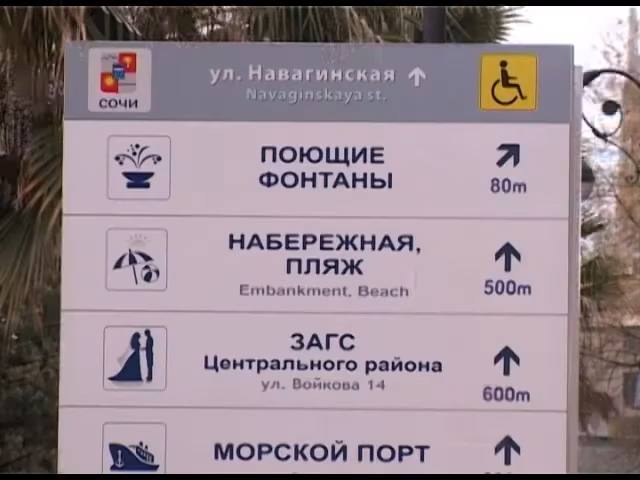 СОЧИ
ул. Навагинская
Navaginskaya st.
ПОЮЩИЕ
ФОНТАНЫ
80m
НАБЕРЕЖНАЯ,
ПЛЯЖ
Embankment, Beach
500m
ЗАГС
Центрального района
ул. Войкова 14
600m
МОРСКОЙ ПОРТ